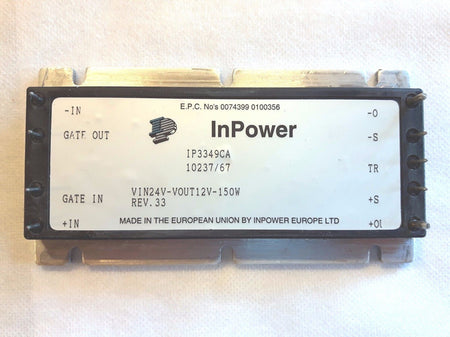 E.P.C. No's 0074399 0100356
-IN
-O
InPower
GATE OUT
-S
IP3349CA
10237/67
TR
VIN24V-VOUT12V-150W
GATE IN
REV.33
+S
+IN
MADE IN THE EUROPEAN UNION BY INPOWER EUROPE LTD